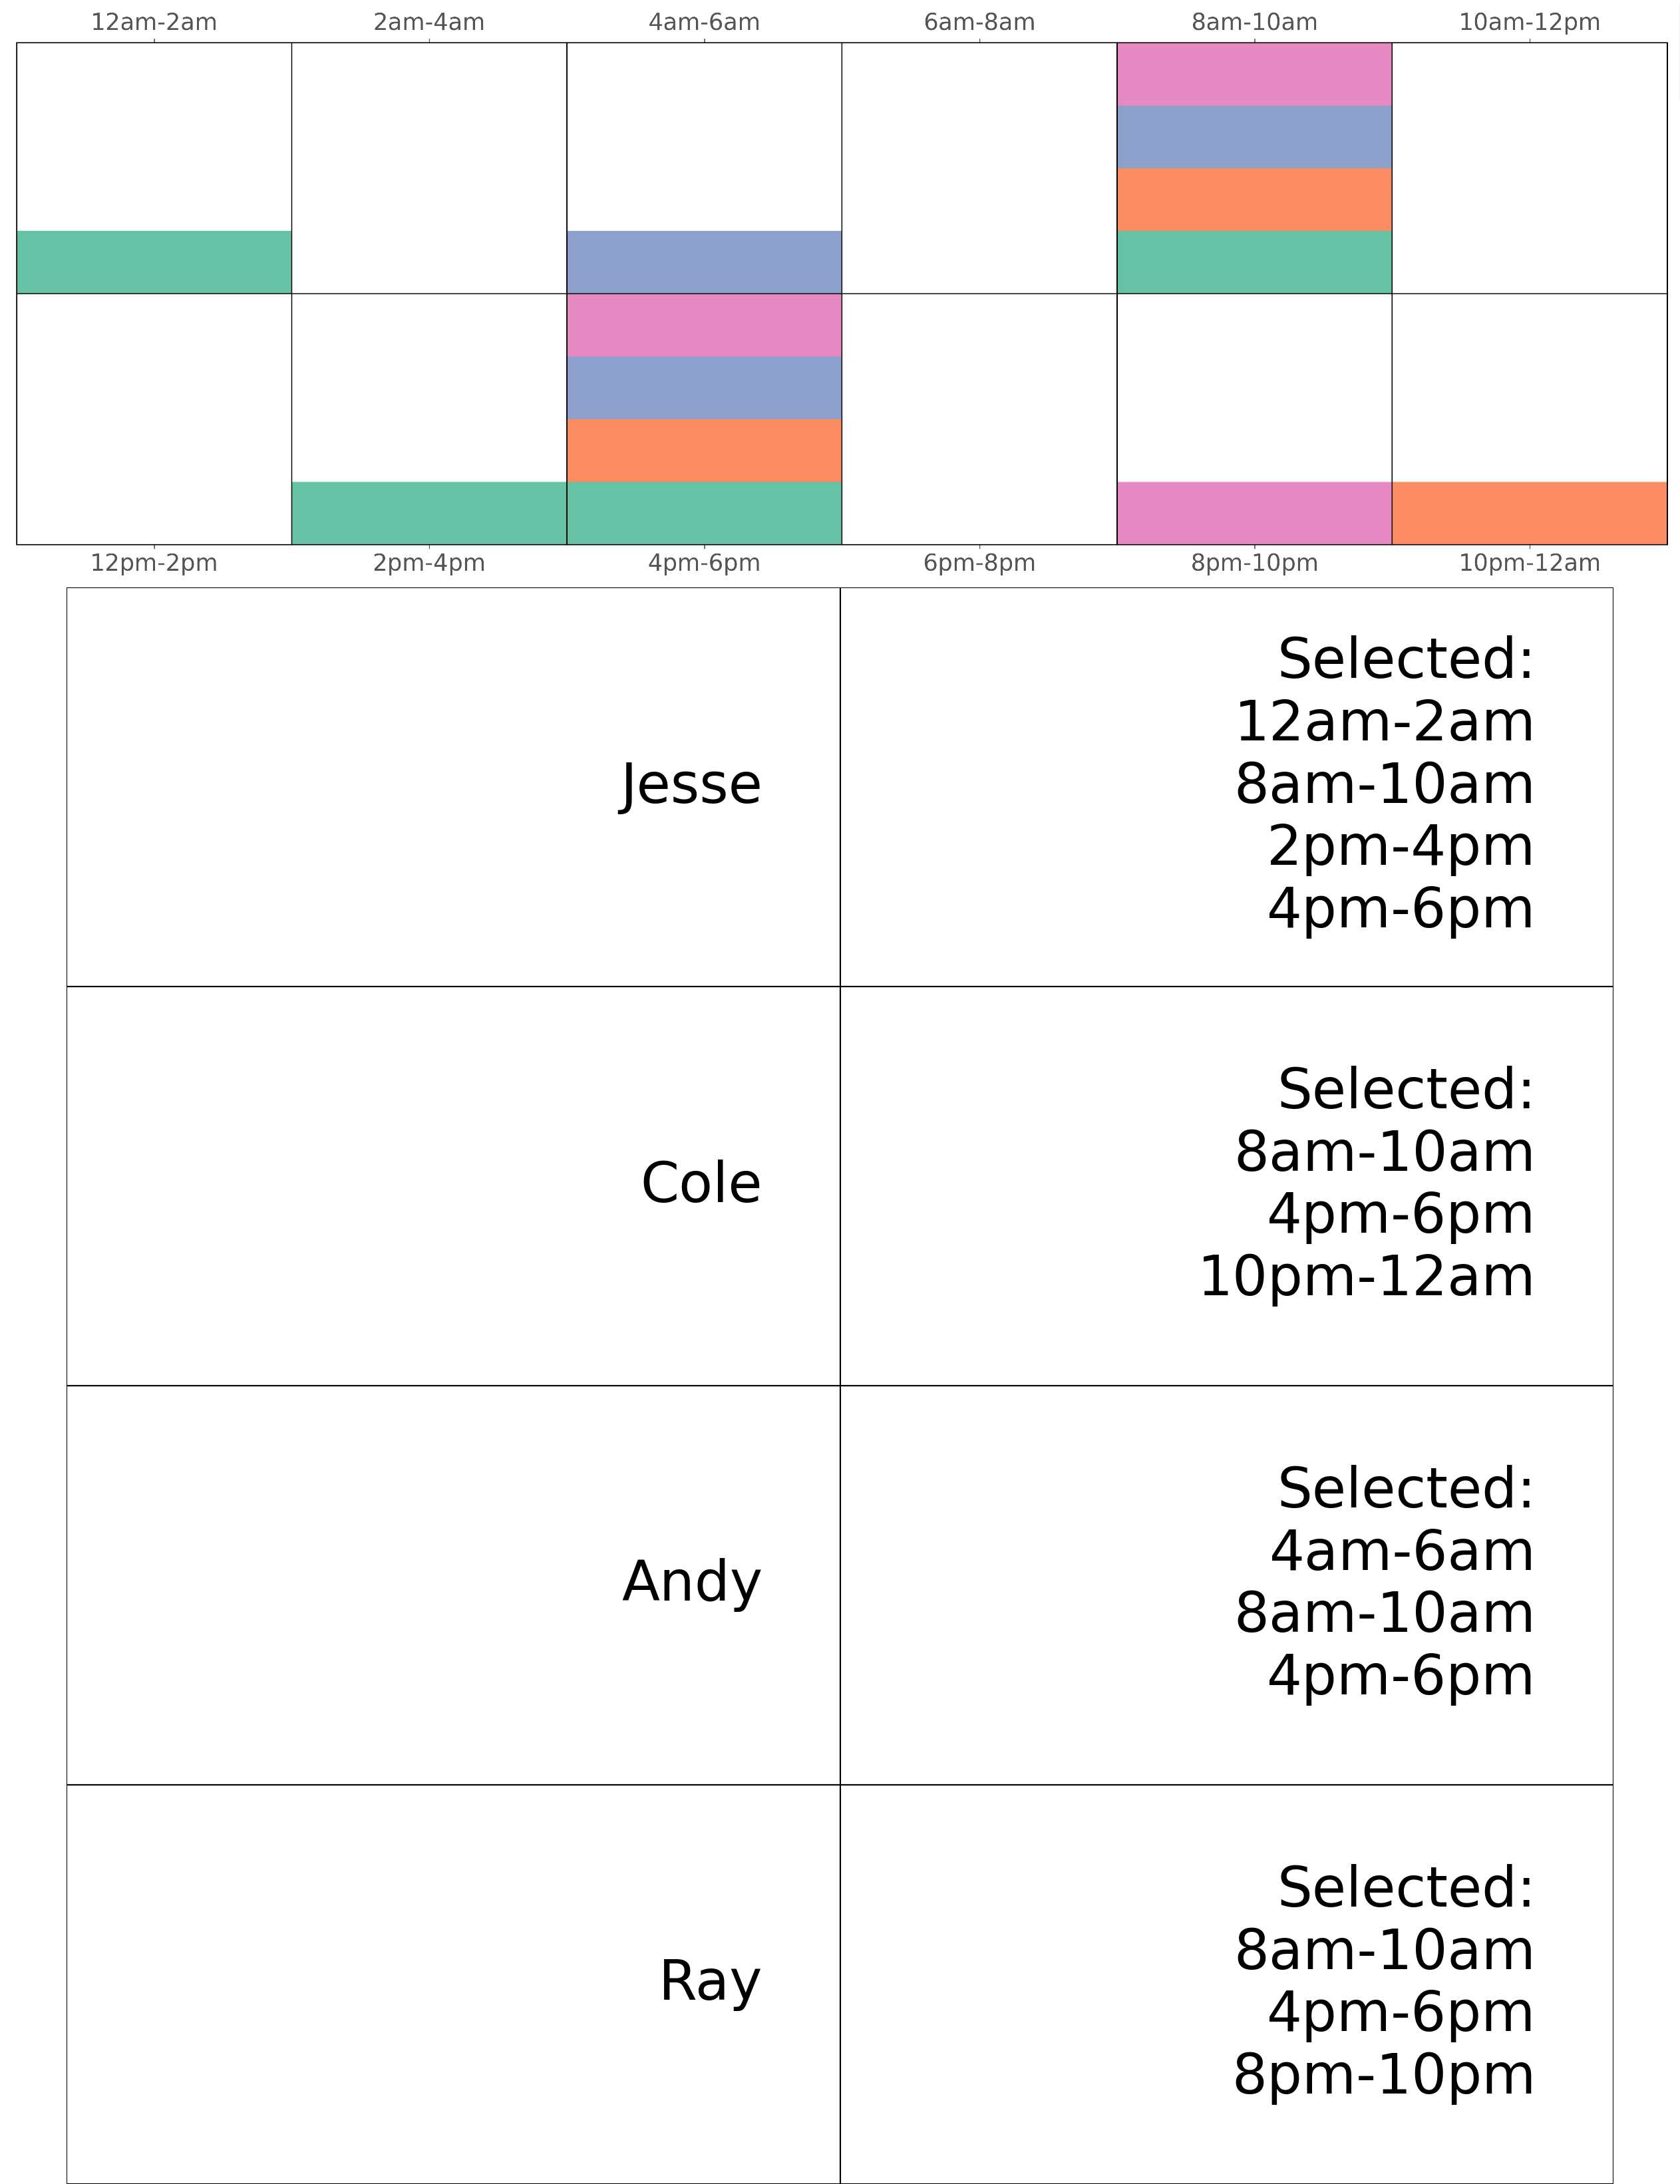 12am-2am 2am-4am 4am-6am 6am-8am 8am-10am 10am-12pm
12pm-2pm 2pm-4pm 4pm-6pm 6pm-8pm 8pm-10pm 10pm-12am
Jesse
Selected:
12am-2am
8am-10am
2pm-4pm
4pm-6pm
Cole
Selected:
8am-10am
4pm-6pm
10pm-12am
Andy
Selected:
4am-6am
8am-10am
4pm-6pm
Ray
Selected:
8am-10am
4pm-6pm
8pm-10pm